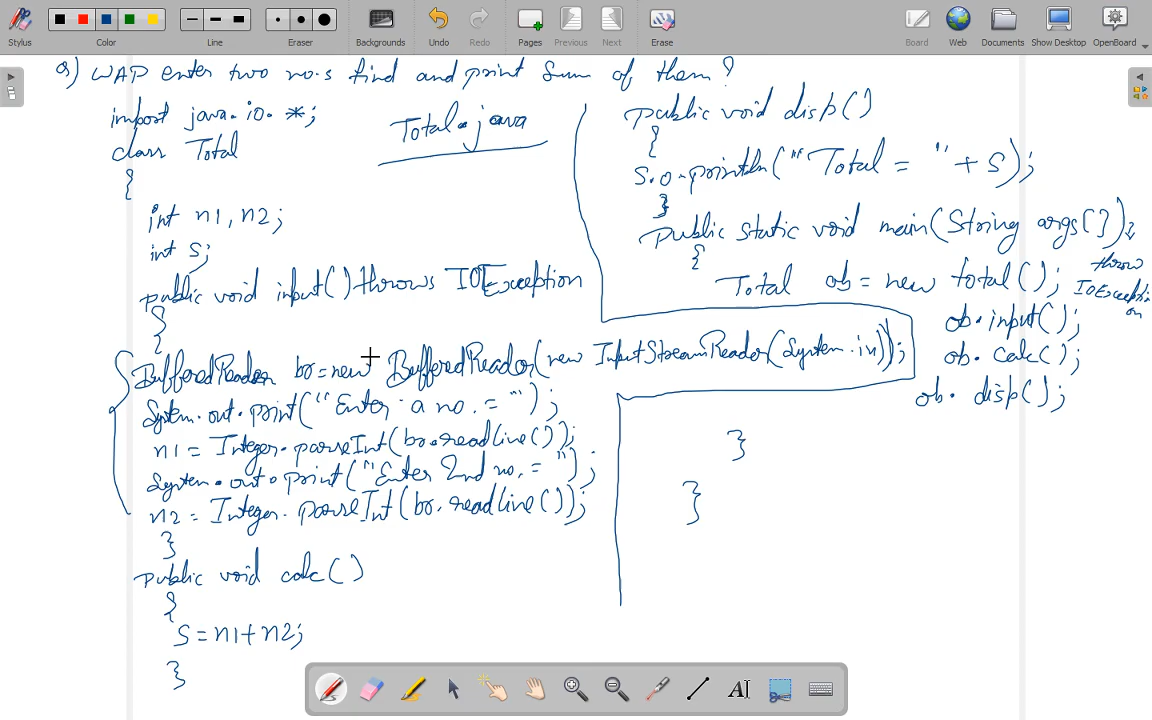 Stylus
Color
Line
Eraser
Backgrounds
Undo
Redo
Pages
Previous
Next
Erase
Board
Web
Documents
Show Desktop
OpenBoard
Q) WAP enter two no.s find and print Sum of them?
import java.io.*;
Total.java
class Total
{
int n1, n2;
int s;
public void input() throws IOException
{
BufferedReader br = new BufferedReader(new InputStreamReader(System.in));
System.out.print("Enter a no. = ");
n1 = Integer.parseInt(br.readLine());
System.out.print("Enter 2nd no. = ");
n2 = Integer.parseInt(br.readLine());
}
public void calc()
{
s = n1 + n2;
}
public void disp()
{
s.o.println("Total = " + s);
}
public static void main(String args[])
throw
IOException
{
Total ob = new total();
ob.input();
ob.calc();
ob.disp();
}
}